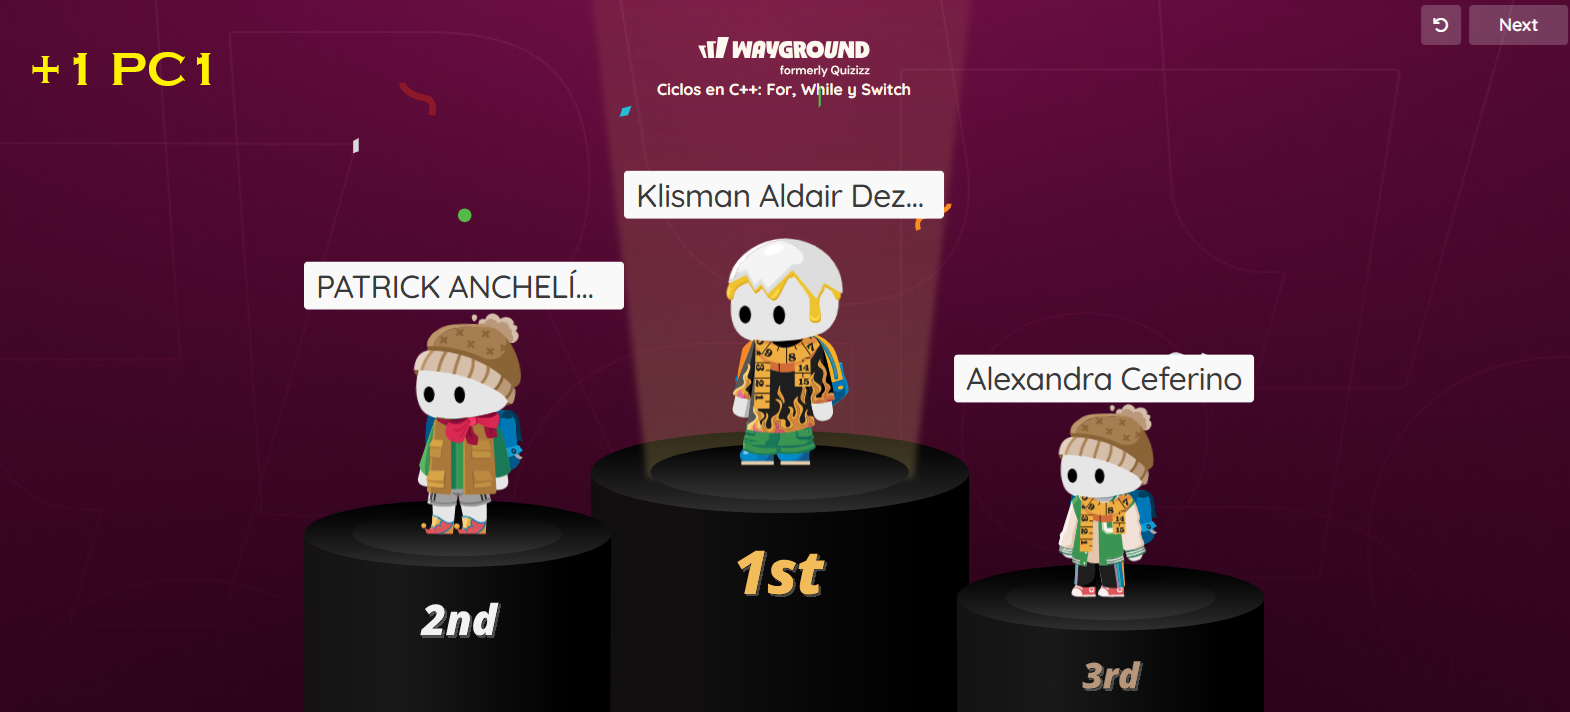 Next
+1 PC1
WAYGROUND
formerly Quizizz
Ciclos en C++: For, While y Switch
Klisman Aldair Dez...
PATRICK ANCHELÍ...
Alexandra Ceferino
1st
2nd
3rd